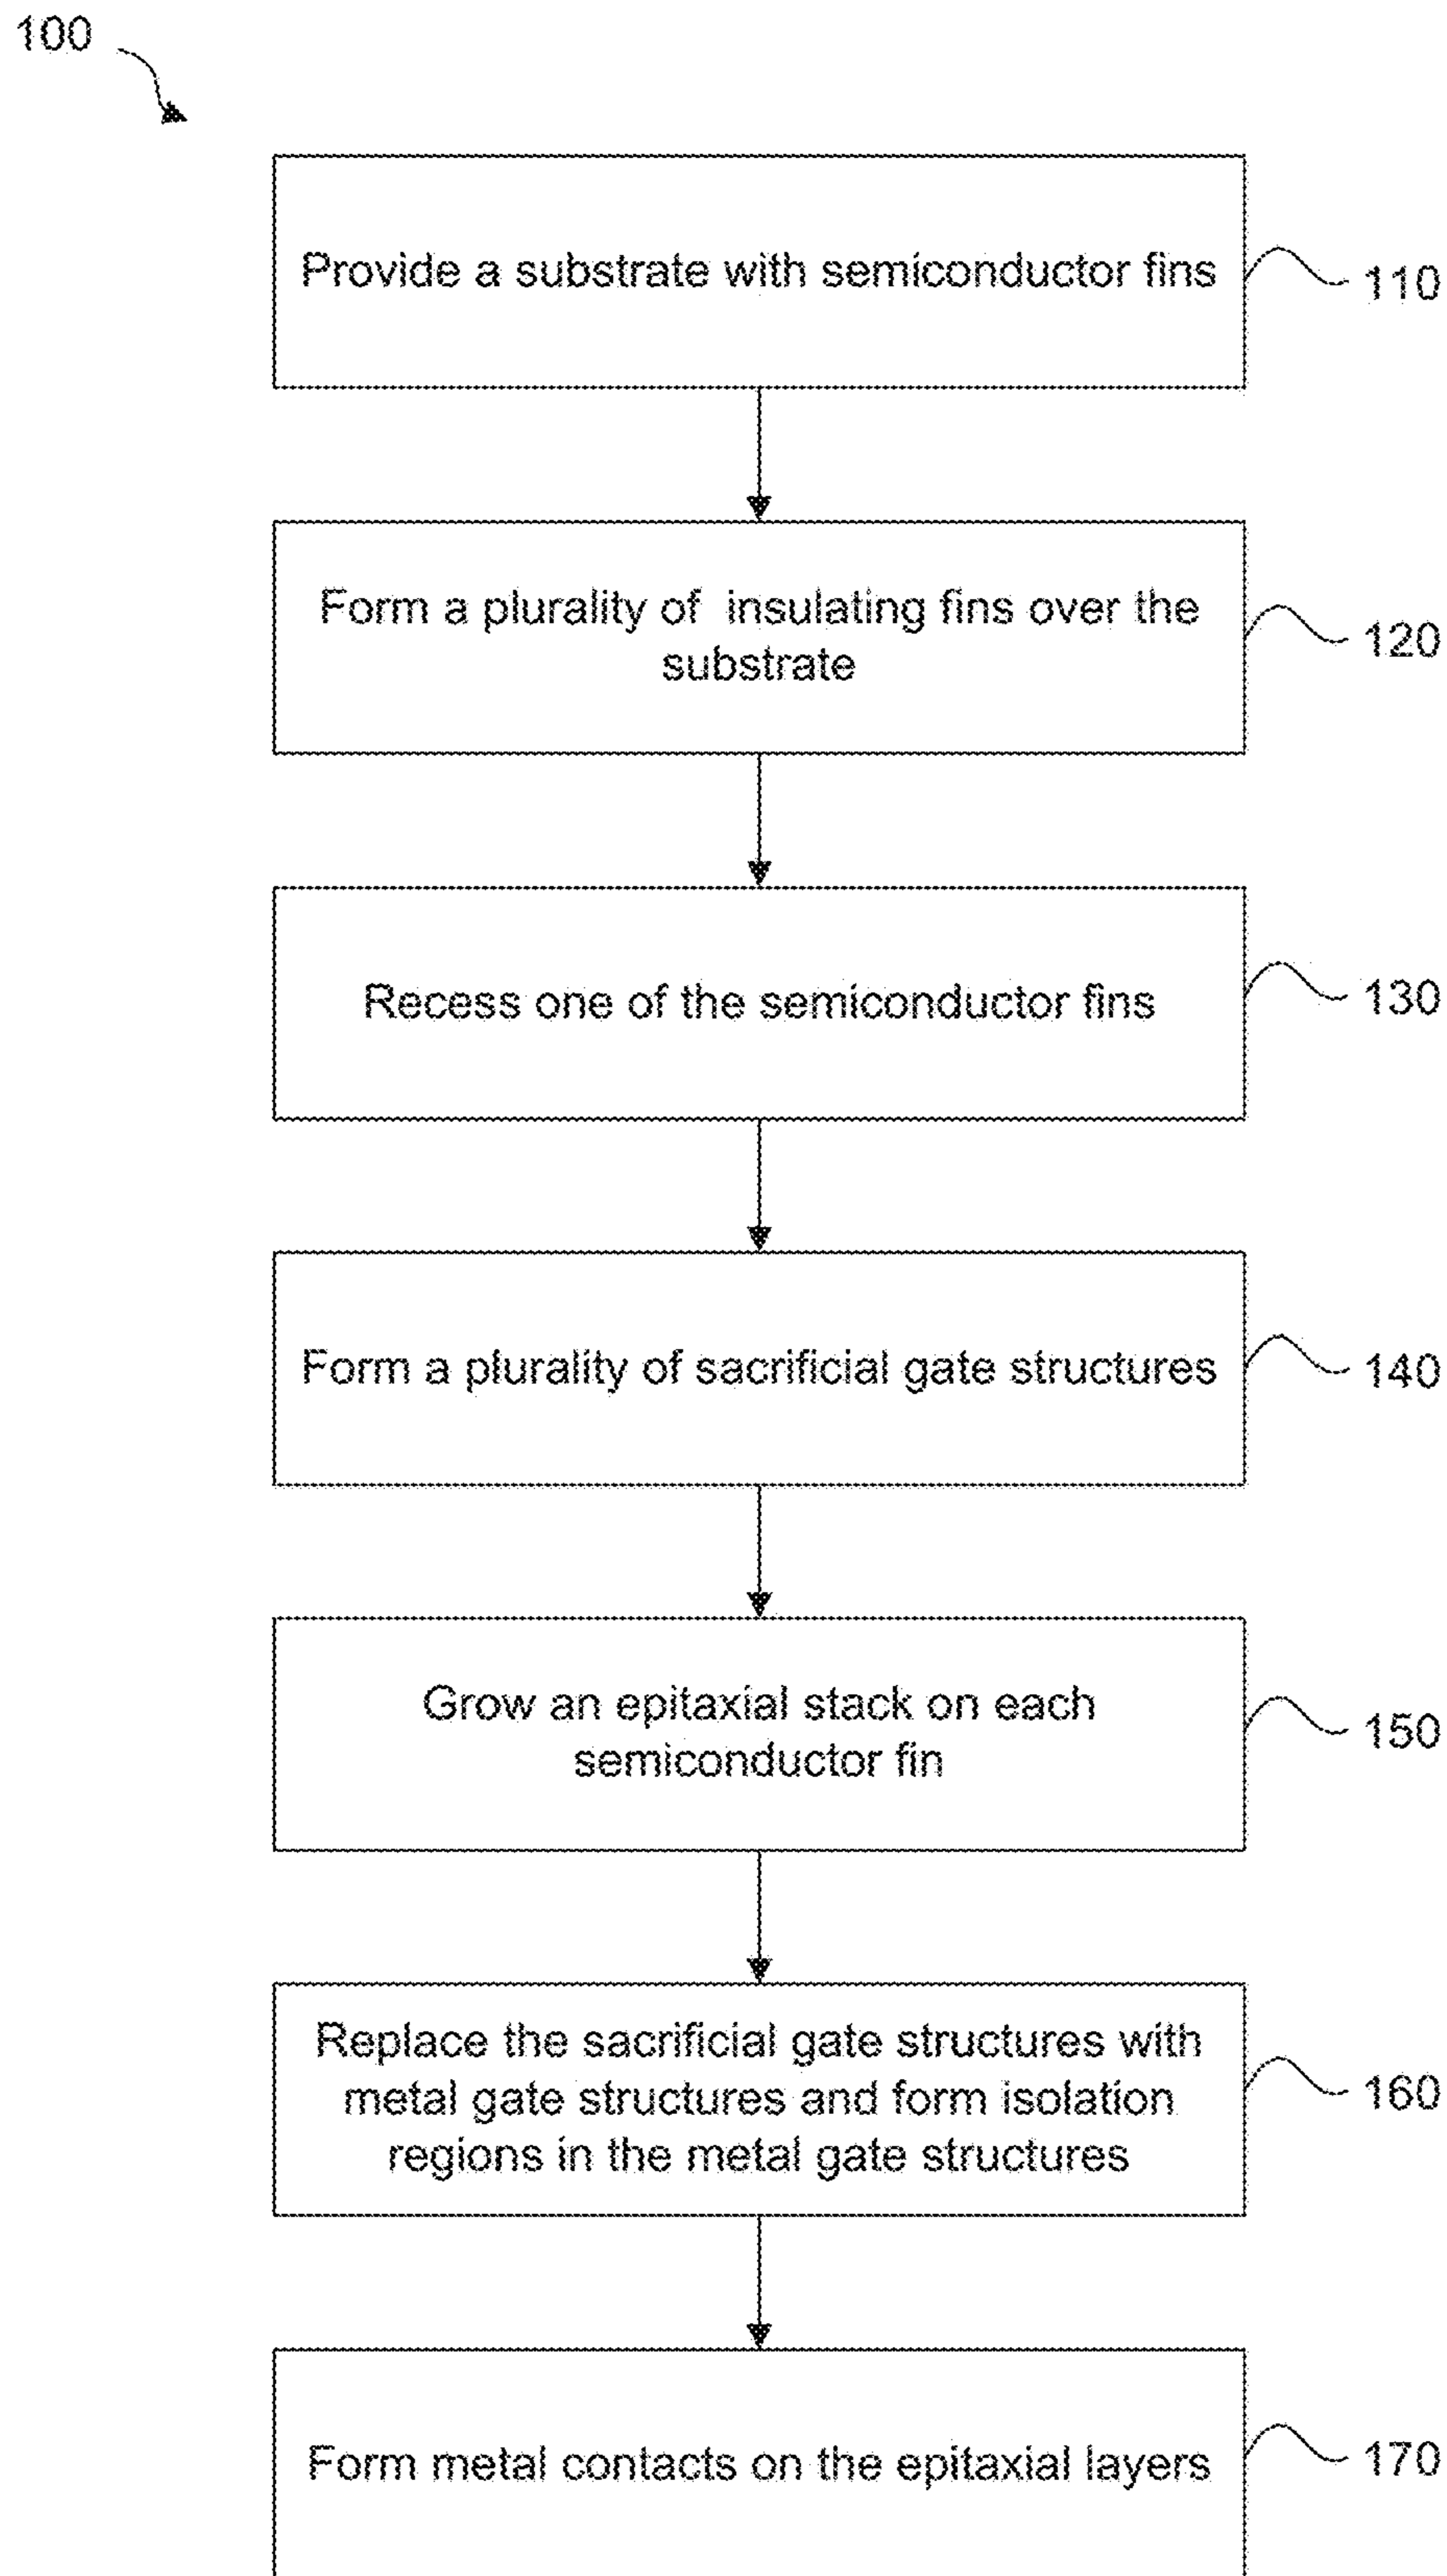 100
Provide a substrate with semiconductor fins
110
Form a plurality of insulating fins over the
substrate
120
Recess one of the semiconductor fins
130
Form a plurality of sacrificial gate structures
140
Grow an epitaxial stack on each
semiconductor fin
150
Replace the sacrificial gate structures with
metal gate structures and form isolation
regions in the metal gate structures
160
Form metal contacts on the epitaxial layers
170